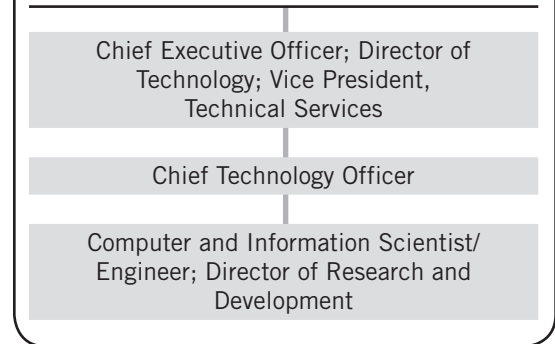 Chief Executive Officer; Director of
Technology; Vice President,
Technical Services
Chief Technology Officer
Computer and Information Scientist/
Engineer; Director of Research and
Development